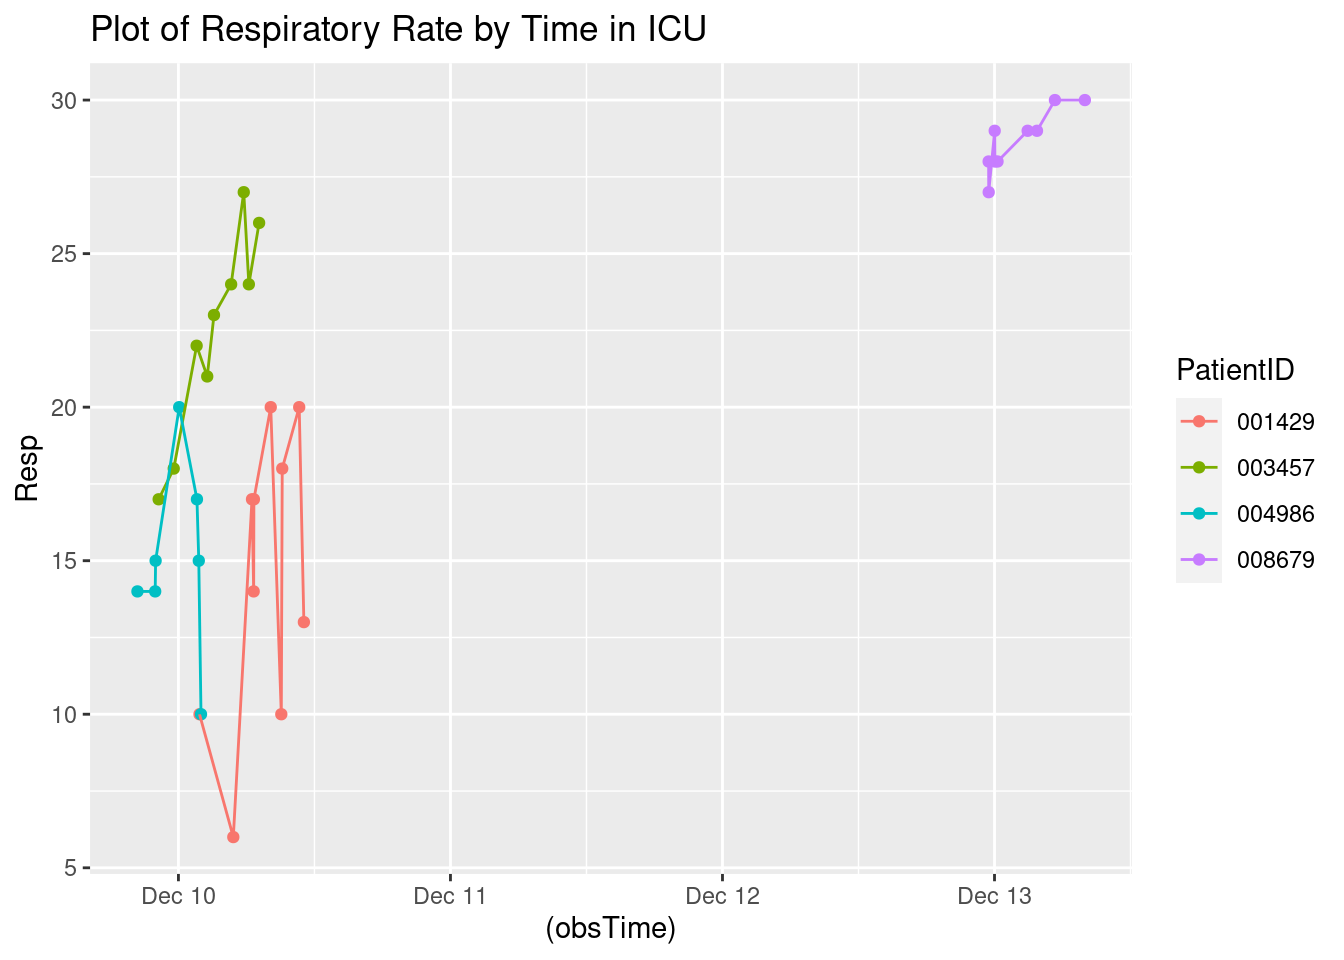 Plot of Respiratory Rate by Time in ICU
30
25
20
15
10
5
Resp
Dec 10
Dec 11
Dec 12
Dec 13
(obsTime)
PatientID
001429
003457
004986
008679